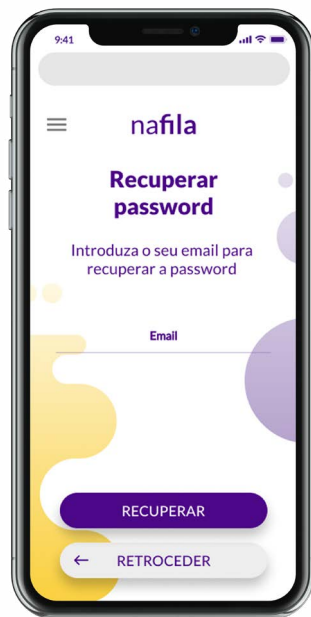 9:41
nafila
Recuperar
password
Introduza o seu email para
recuperar a password
Email
RECUPERAR
← RETROCEDER